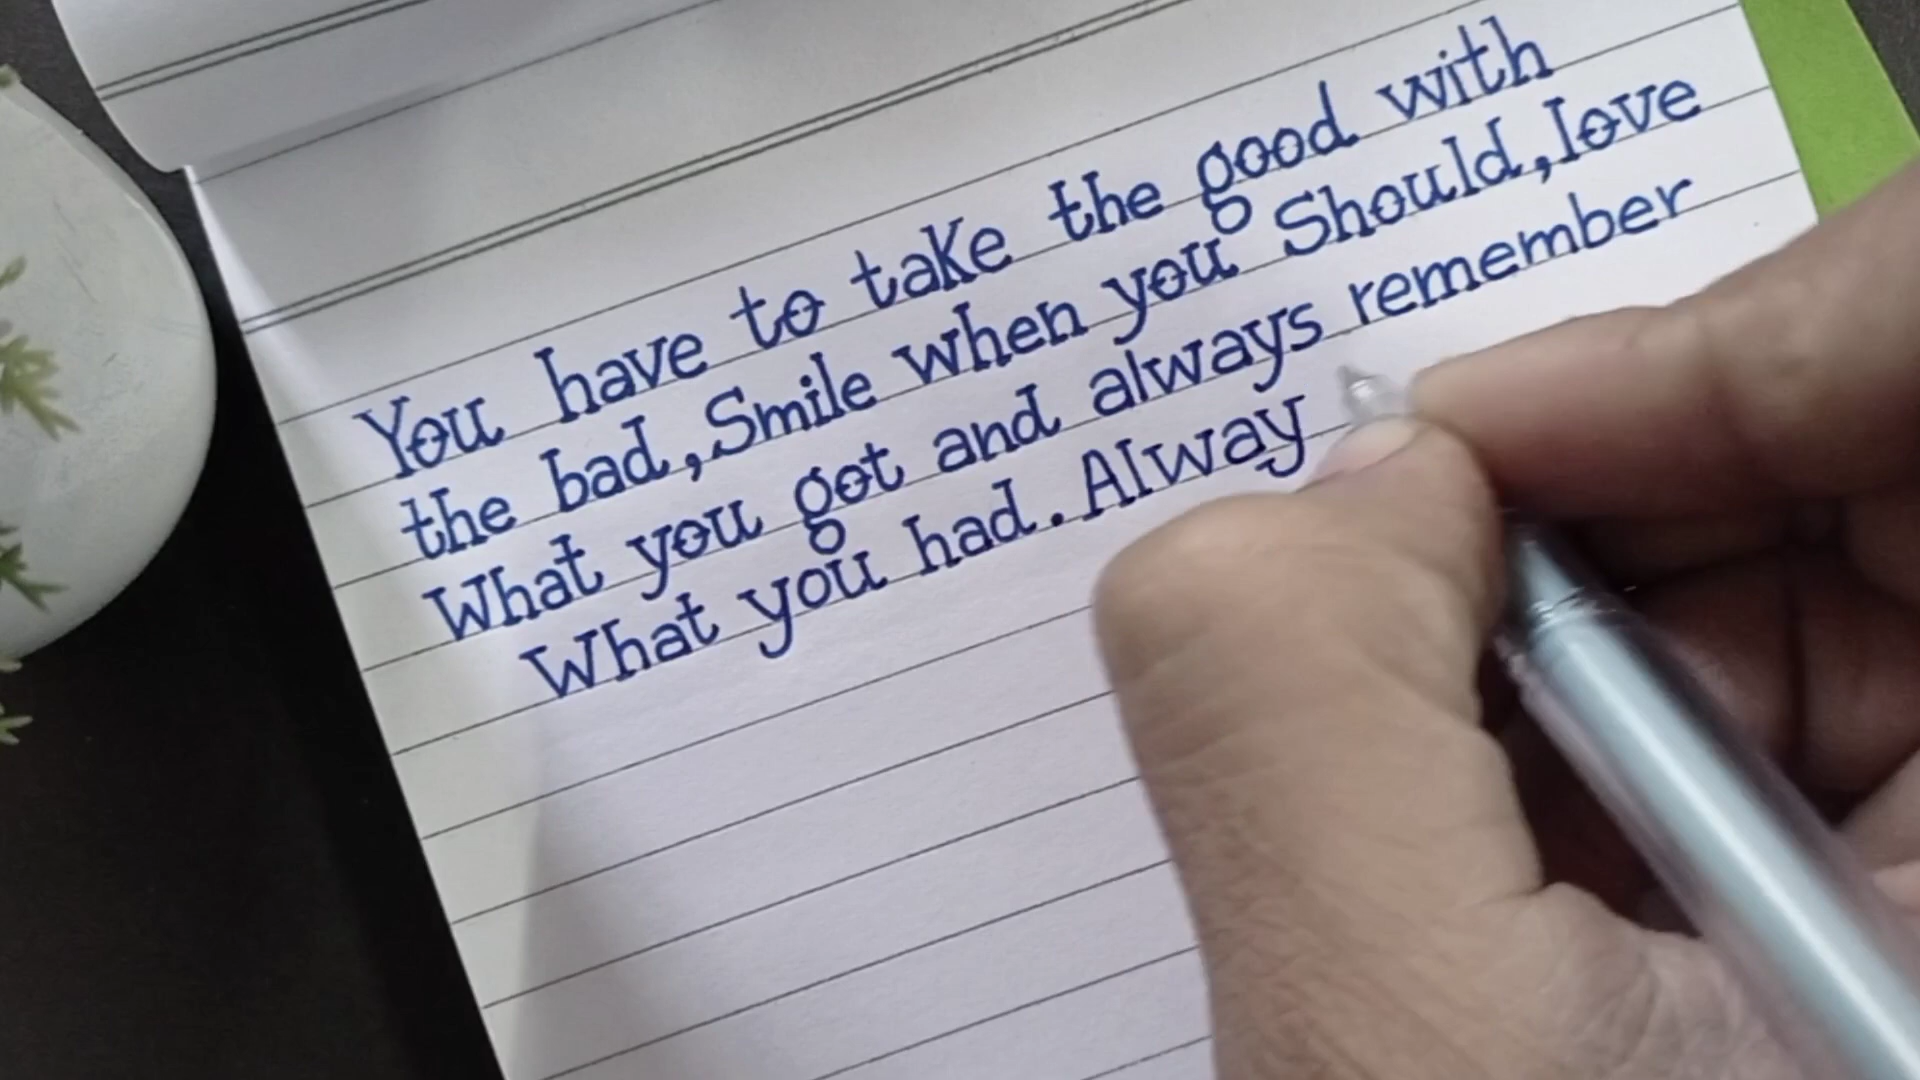 You have to take the good with
the bad, Smile when you Should, love
What you got and always remember
What you had. Alway